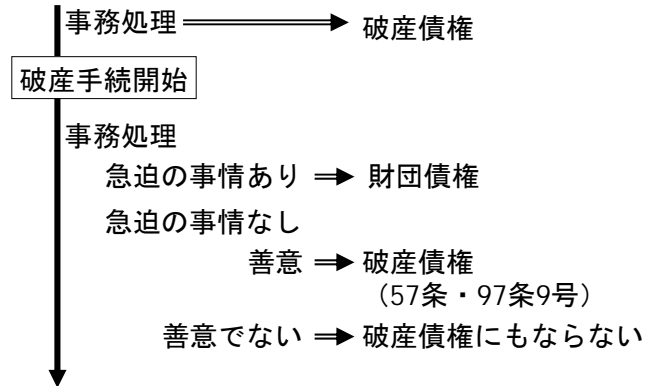 事務処理 ⟹ 破産債権
破産手続開始
事務処理
急迫の事情あり ⟹ 財団債権
急迫の事情なし
善意 ⟹ 破産債権
（57条・97条9号）
善意でない ⟹ 破産債権にもならない